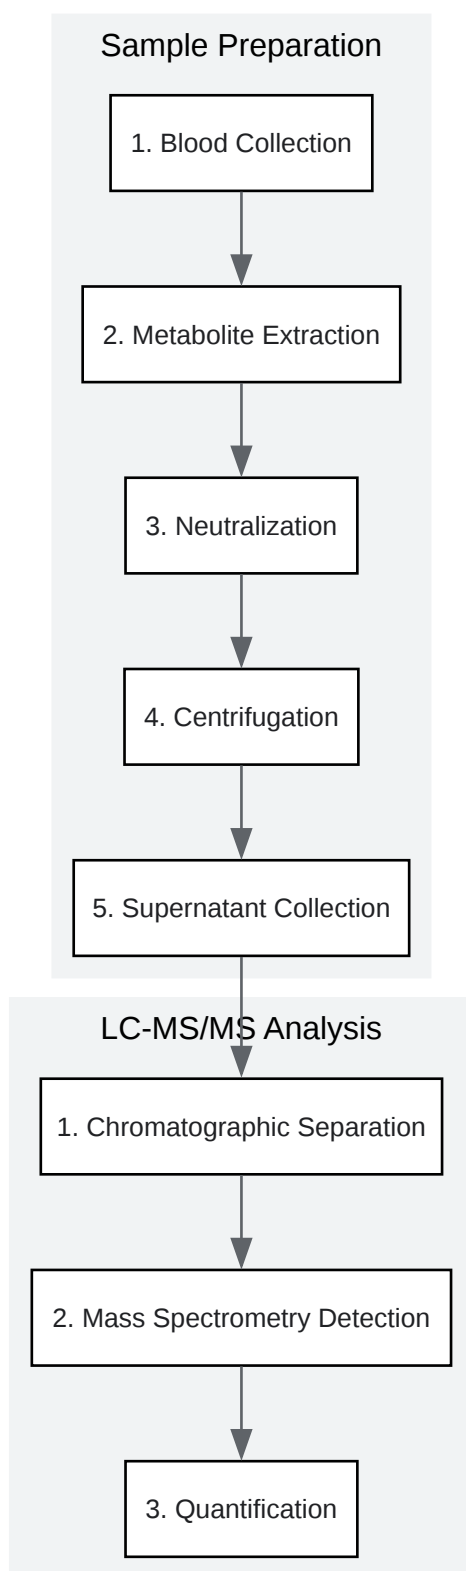 Sample Preparation
1. Blood Collection
2. Metabolite Extraction
3. Neutralization
4. Centrifugation
5. Supernatant Collection
LC-MS/MS Analysis
1. Chromatographic Separation
2. Mass Spectrometry Detection
3. Quantification